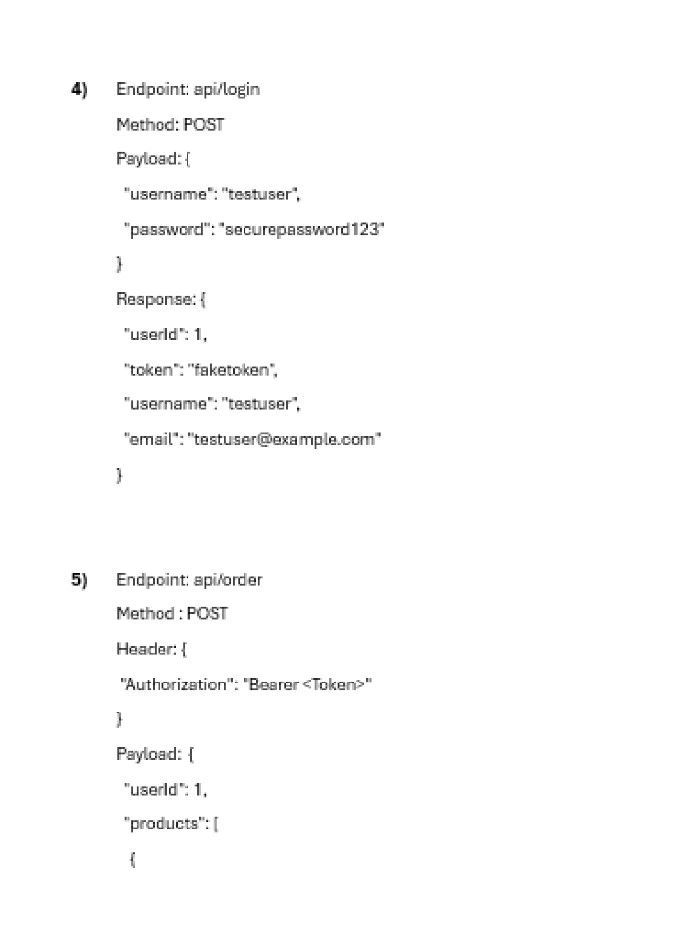 4) Endpoint: api/login
Method: POST
Payload: {
"username": "testuser",
"password": "securepassword123"
}
Response: {
"userId": 1,
"token": "faketoken",
"username": "testuser",
"email": "testuser@example.com"
}
5) Endpoint: api/order
Method : POST
Header: {
"Authorization": "Bearer <Token>"
}
Payload: {
"userId": 1,
"products": [
{